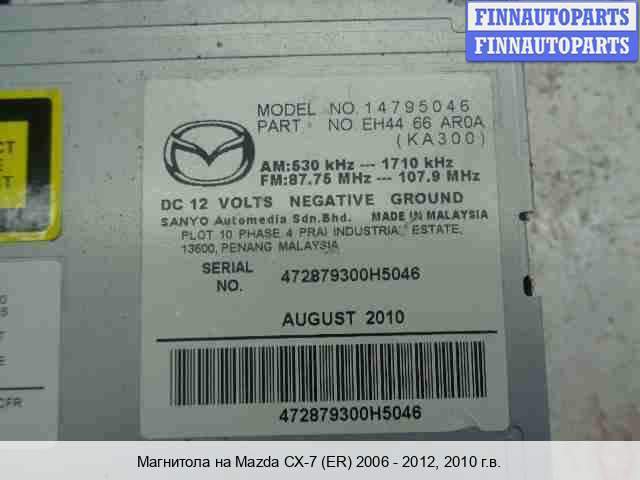 FINNAUTOPARTS
FINNAUTOPARTS
MODEL NO. 14795046
PART NO. EH44 66 AR0A
(KA300)
AM:530 kHz --- 1710 kHz
FM:87.75 MHz --- 107.9 MHz
DC 12 VOLTS NEGATIVE GROUND
SANYO Automedia Sdn.Bhd. MADE IN MALAYSIA
PLOT 10 PHASE 4 PRAI INDUSTRIAL ESTATE,
13600, PENANG MALAYSIA
SERIAL NO. 472879300H5046
AUGUST 2010
472879300H5046
CFR
Магнитола на Mazda CX-7 (ER) 2006 - 2012, 2010 г.в.